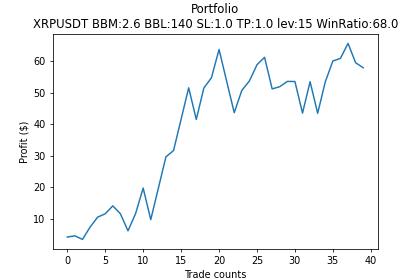 Portfolio
XRPUSDT BBM:2.6 BBL:140 SL:1.0 TP:1.0 lev:15 WinRatio:68.0
60
50
40
30
20
10
Profit ($)
0 5 10 15 20 25 30 35 40
Trade counts